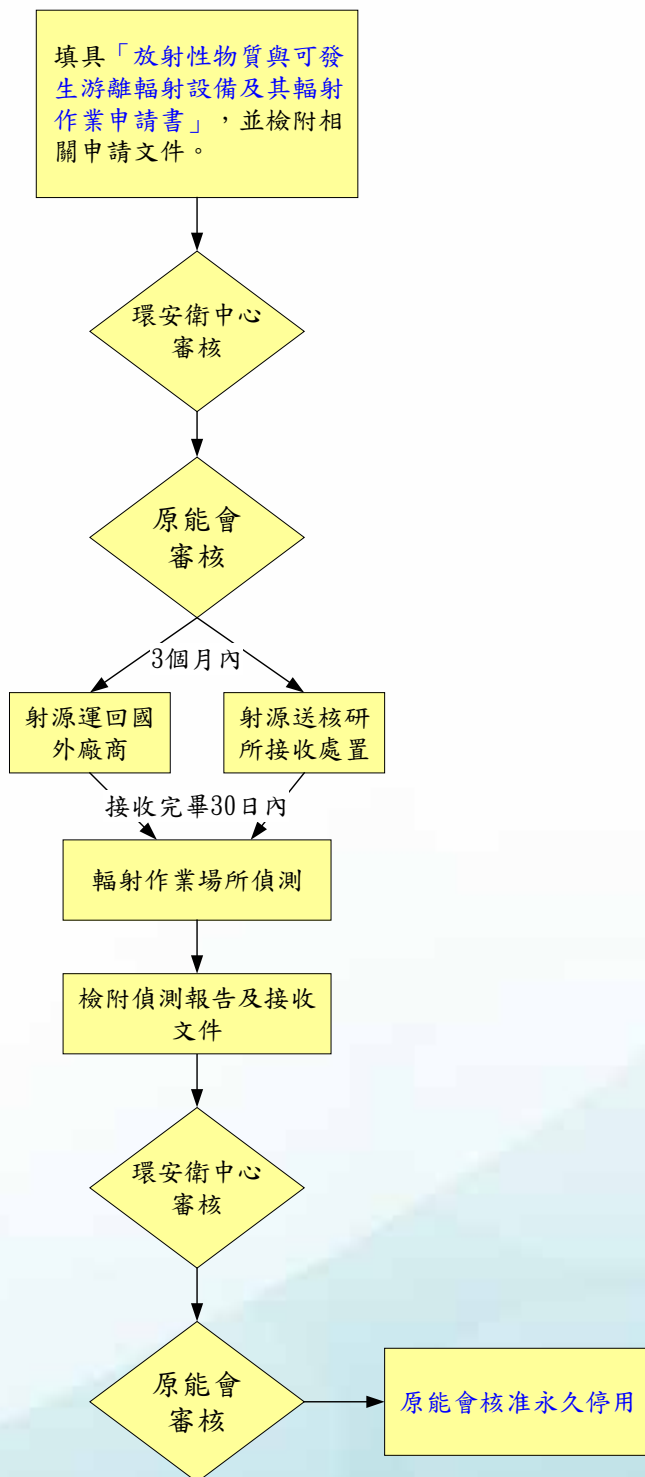 填具「放射性物質與可發
生游離輻射設備及其輻射
作業申請書」，並檢附相
關申請文件。
環安衛中心
審核
原能會
審核
3個月內
射源運回國
外廠商
射源送核研
所接收處置
接收完畢30日內
輻射作業場所偵測
檢附偵測報告及接收
文件
環安衛中心
審核
原能會
審核
原能會核准永久停用